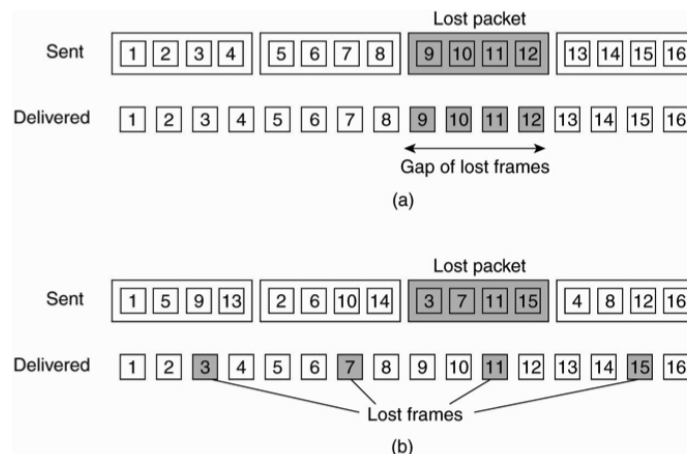 Lost packet
Sent 1 2 3 4 5 6 7 8 9 10 11 12 13 14 15 16
Delivered 1 2 3 4 5 6 7 8 9 10 11 12 13 14 15 16
Gap of lost frames
(a)
Lost packet
Sent 1 5 9 13 2 6 10 14 3 7 11 15 4 8 12 16
Delivered 1 2 3 4 5 6 7 8 9 10 11 12 13 14 15 16
Lost frames
(b)